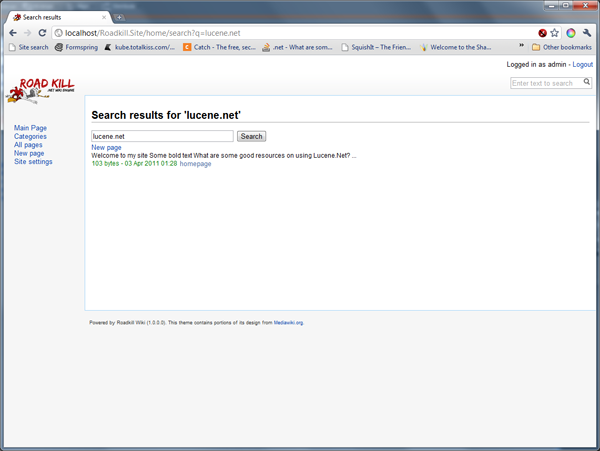 Search results
localhost/Roadkill.Site/home/search?q=lucene.net
Site search
Formspring
kube.totalkiss.com/...
Catch - The free, sec...
.net - What are som...
SquishIt – The Frien...
Welcome to the Sha...
»
Other bookmarks
Logged in as admin - Logout
ROAD KILL
.NET WIKI ENGINE
Enter text to search
Main Page
Categories
All pages
New page
Site settings
Search results for 'lucene.net'
lucene.net
Search
New page
Welcome to my site Some bold text What are some good resources on using Lucene.Net? ...
103 bytes - 03 Apr 2011 01:28 homepage
Powered by Roadkill Wiki (1.0.0.0). This theme contains portions of its design from Mediawiki.org.